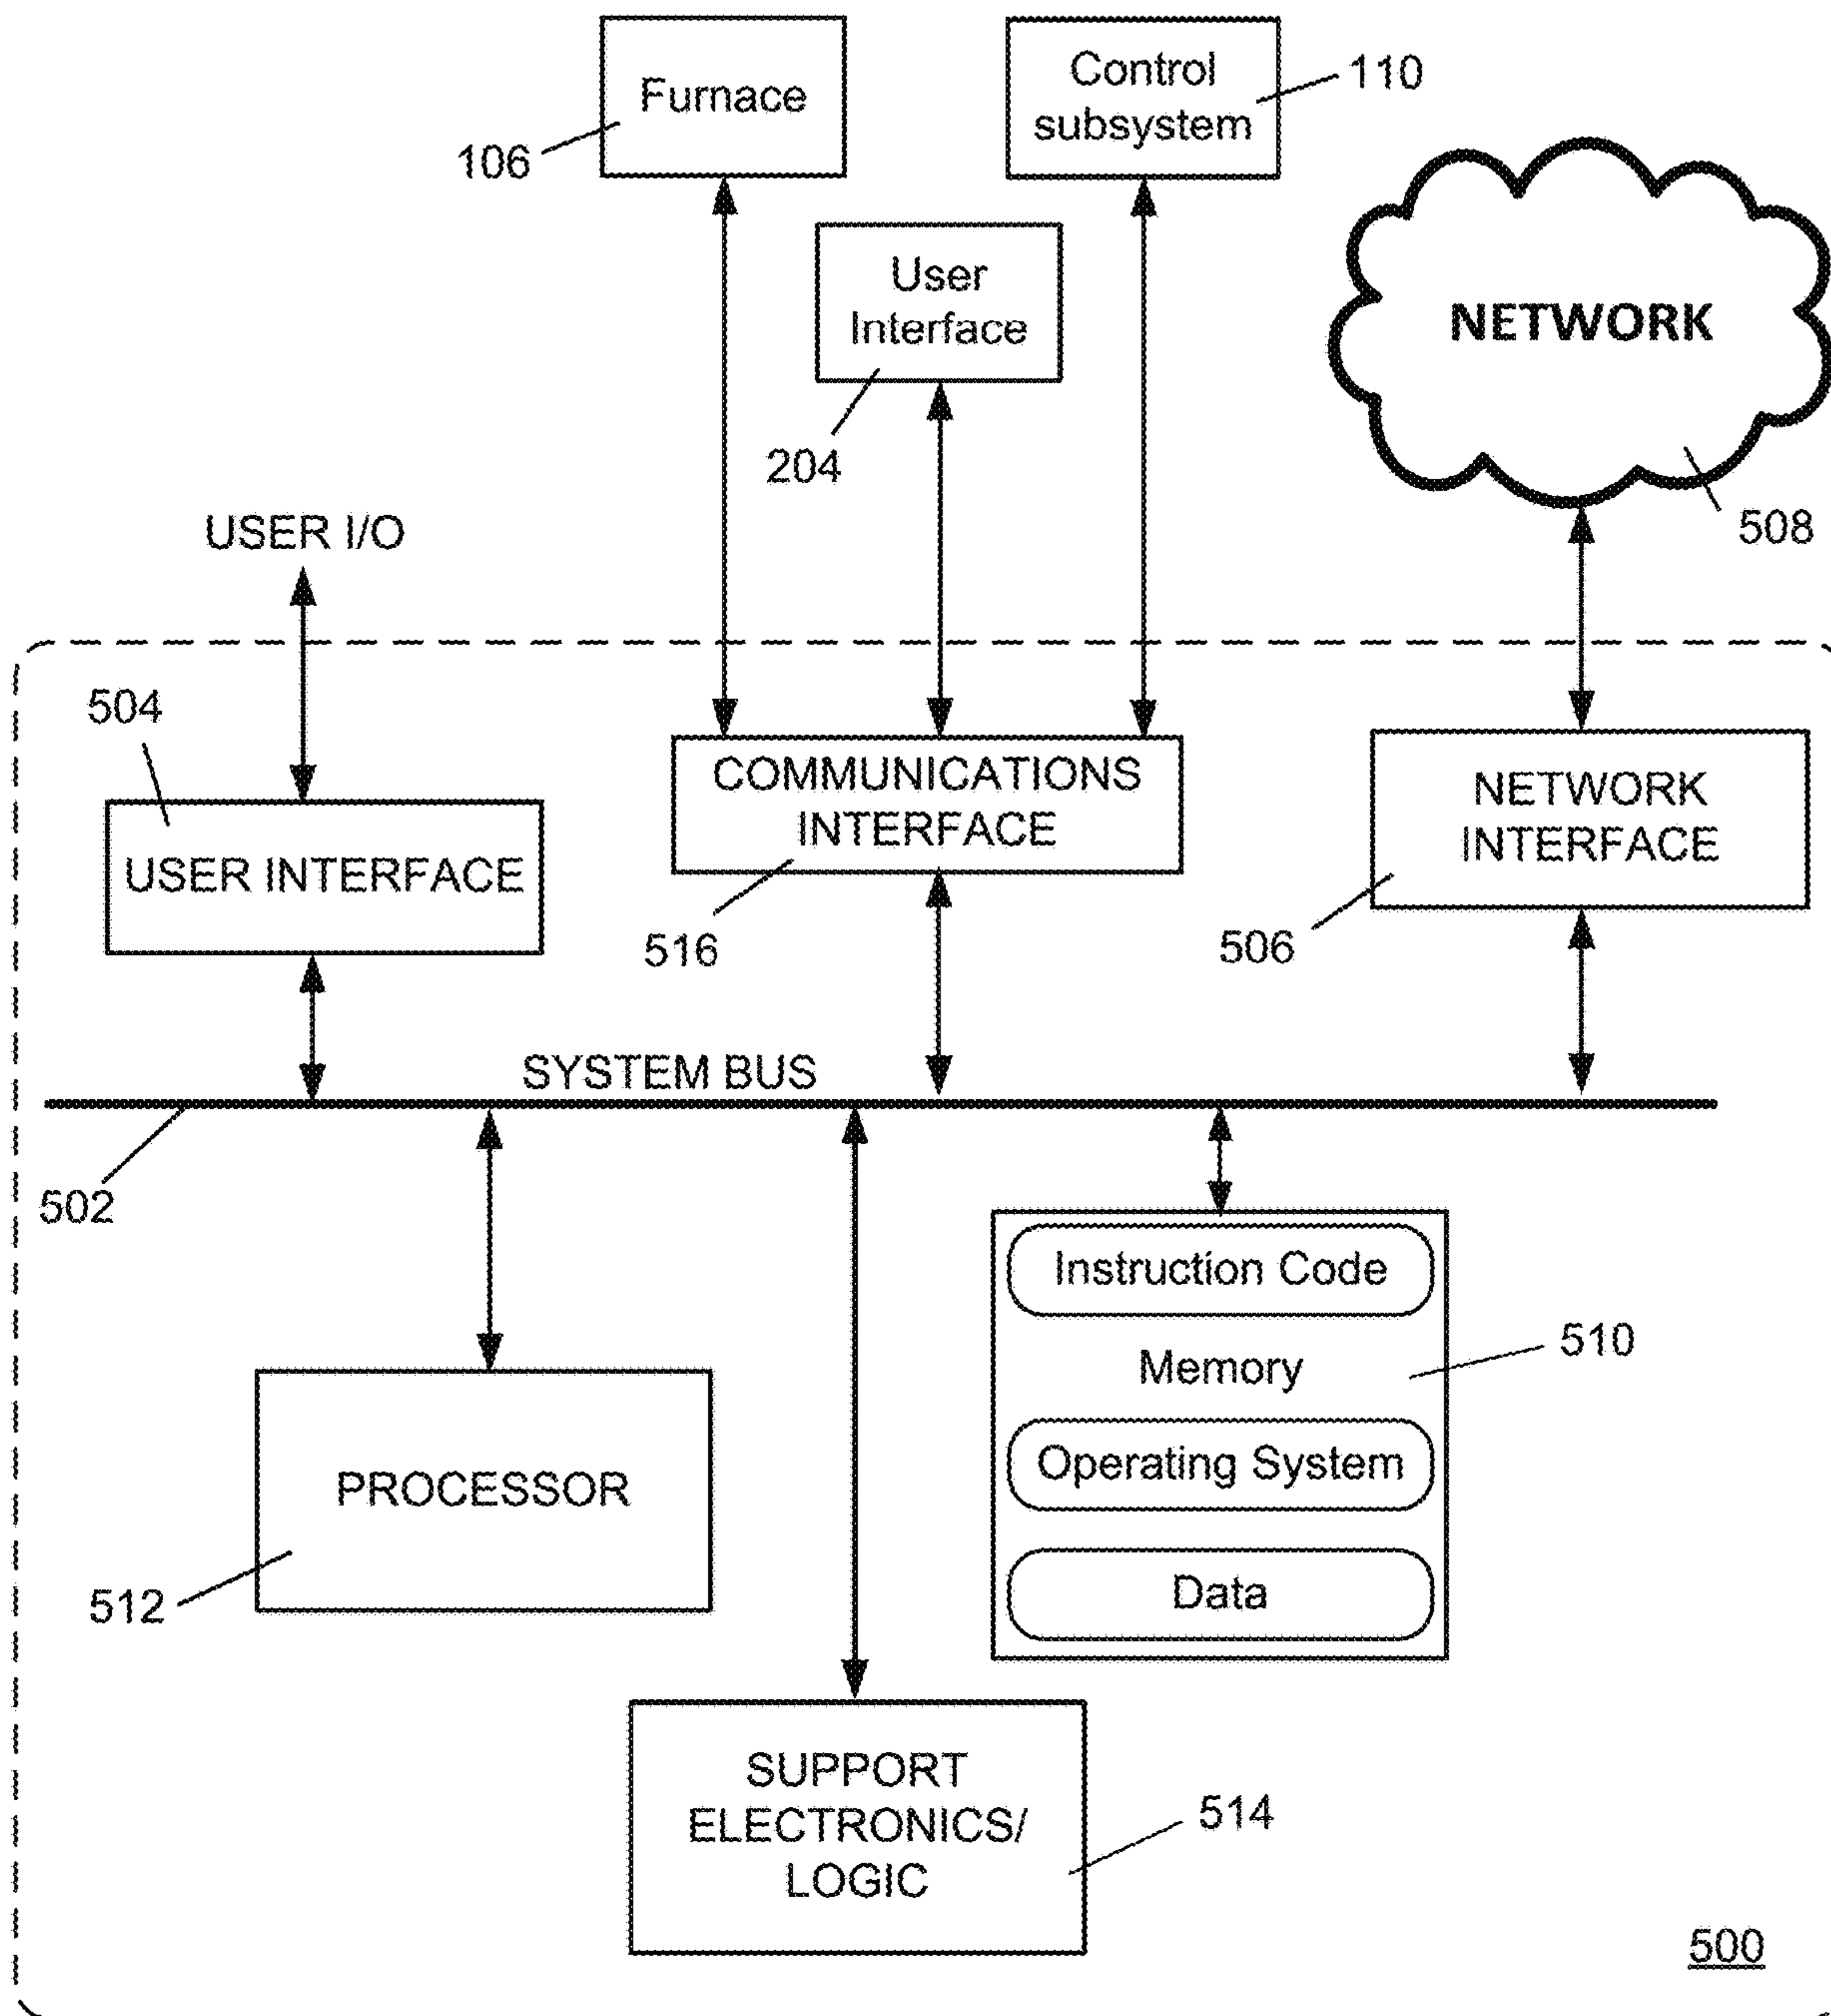 Furnace
106
Control
subsystem
110
User
Interface
204
NETWORK
508
USER I/O
504
USER INTERFACE
COMMUNICATIONS
INTERFACE
516
NETWORK
INTERFACE
506
SYSTEM BUS
502
Instruction Code
Memory
510
Operating System
Data
PROCESSOR
512
SUPPORT
ELECTRONICS/
LOGIC
514
500